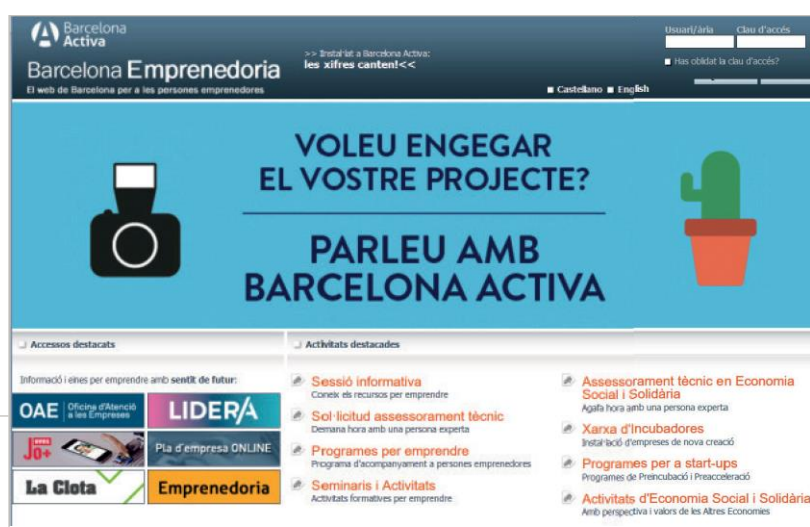 Barcelona
Activa
Barcelona Emprenedoria
El web de Barcelona per a les persones emprenedores
>> Instal·lat a Barcelona Activa:
les xifres canten!<<
Usuari/ària
Clau d'accés
Has oblidat la clau d'accés?
Castellano
English
VOLEU ENGEGAR
EL VOSTRE PROJECTE?
PARLEU AMB
BARCELONA ACTIVA
Accessos destacats
Informació i eines per emprendre amb sentit de futur:
OAE Oficina d'Atenció
a les Empreses
LIDER/A
JOVES
JO+
Pla d'empresa ONLINE
La Clota
Emprenedoria
Activitats destacades
Sessió informativa
Coneix els recursos per emprendre
Sol·licitud assessorament tècnic
Demana hora amb una persona experta
Programes per emprendre
Programa d'acompanyament a persones emprenedores
Seminaris i Activitats
Activitats formatives per emprendre
Assessorament tècnic en Economia
Social i Solidària
Agafa hora amb una persona experta
Xarxa d'Incubadores
Instal·lació d'empreses de nova creació
Programes per a start-ups
Programes de Preincubació i Preacceleració
Activitats d'Economia Social i Solidària
Amb perspectiva i valors de les Altres Economies